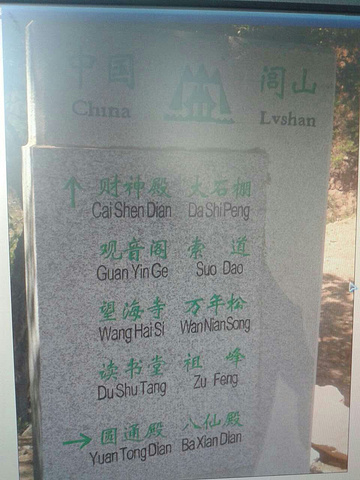 中国 闾山
China Lvshan
↑ 财神殿 大石棚
Cai Shen Dian Da Shi Peng
观音阁 索 道
Guan Yin Ge Suo Dao
望海寺 万年松
Wang Hai Si Wan Nian Song
读书堂 祖 峰
Du Shu Tang Zu Feng
→ 圆通殿 八仙殿
Yuan Tong Dian Ba Xian Dian